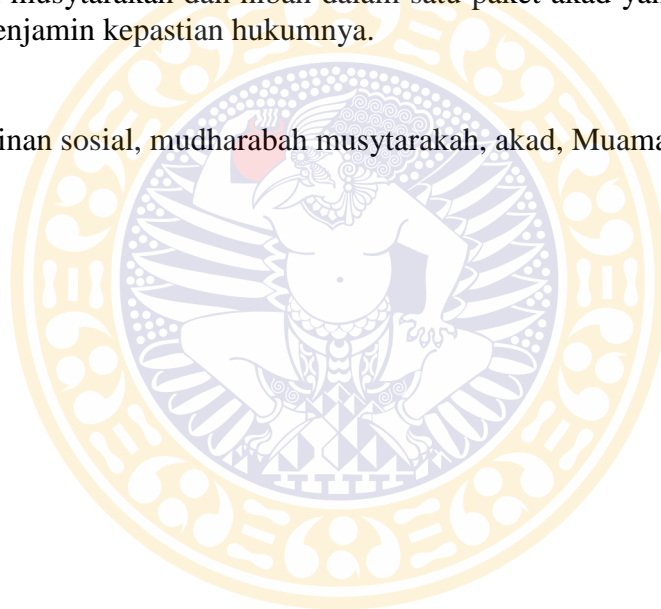 musytarakah dan hibah dalam satu paket akad yan
enjamin kepastian hukumnya.
inan sosial, mudharabah musytarakah, akad, Muama